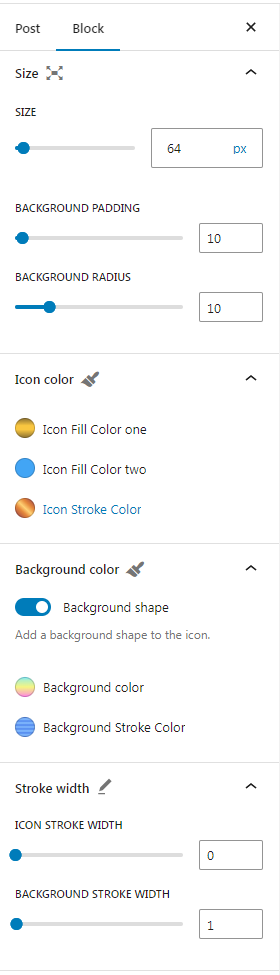 Post Block
Size
SIZE
64 px
BACKGROUND PADDING
10
BACKGROUND RADIUS
10
Icon color
Icon Fill Color one
Icon Fill Color two
Icon Stroke Color
Background color
Background shape
Add a background shape to the icon.
Background color
Background Stroke Color
Stroke width
ICON STROKE WIDTH
0
BACKGROUND STROKE WIDTH
1